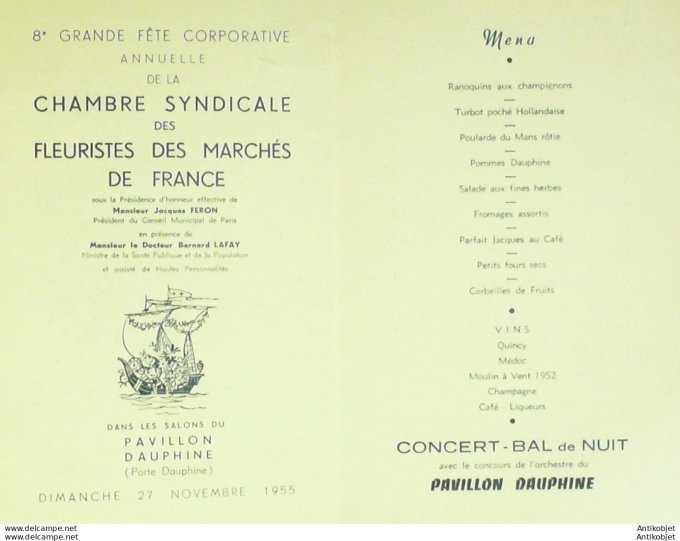 8e GRANDE FÊTE CORPORATIVE
ANNUELLE
DE LA
CHAMBRE SYNDICALE
DES
FLEURISTES DES MARCHÉS
DE FRANCE
sous la Présidence d'honneur effective de
Monsieur Jacques FERON
Président du Conseil Municipal de Paris
en présence de
Monsieur le Docteur Bernard LAFAY
Ministre de la Santé Publique et de la Population
et assisté de Hautes Personnalités
DANS LES SALONS DU
PAVILLON
DAUPHINE
(Porte Dauphine)
DIMANCHE 27 NOVEMBRE 1955
Menu
Ranoquins aux champignons
Turbot poché Hollandaise
Poularde du Mans rôtie
Pommes Dauphine
Salade aux fines herbes
Fromages assortis
Parfait Jacques au Café
Petits fours secs
Corbeilles de Fruits
VINS
Quincy
Médoc
Moulin à Vent 1952
Champagne
Café - Liqueurs
CONCERT - BAL de NUIT
avec le concours de l'orchestre du
PAVILLON DAUPHINE
www.antikobjet.com
Antikobjet
www.antikobjet.com
Antikobjet